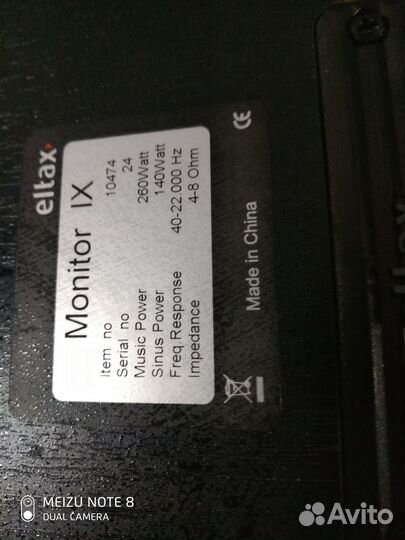 eltax
Monitor IX
Item no 10474
Serial no 24
Music Power 260Watt
Sinus Power 140Watt
Freq.Response 40-22.000 Hz
Impedance 4-8 Ohm
Made in China
CE
MEIZU NOTE 8
DUAL CAMERA
Avito